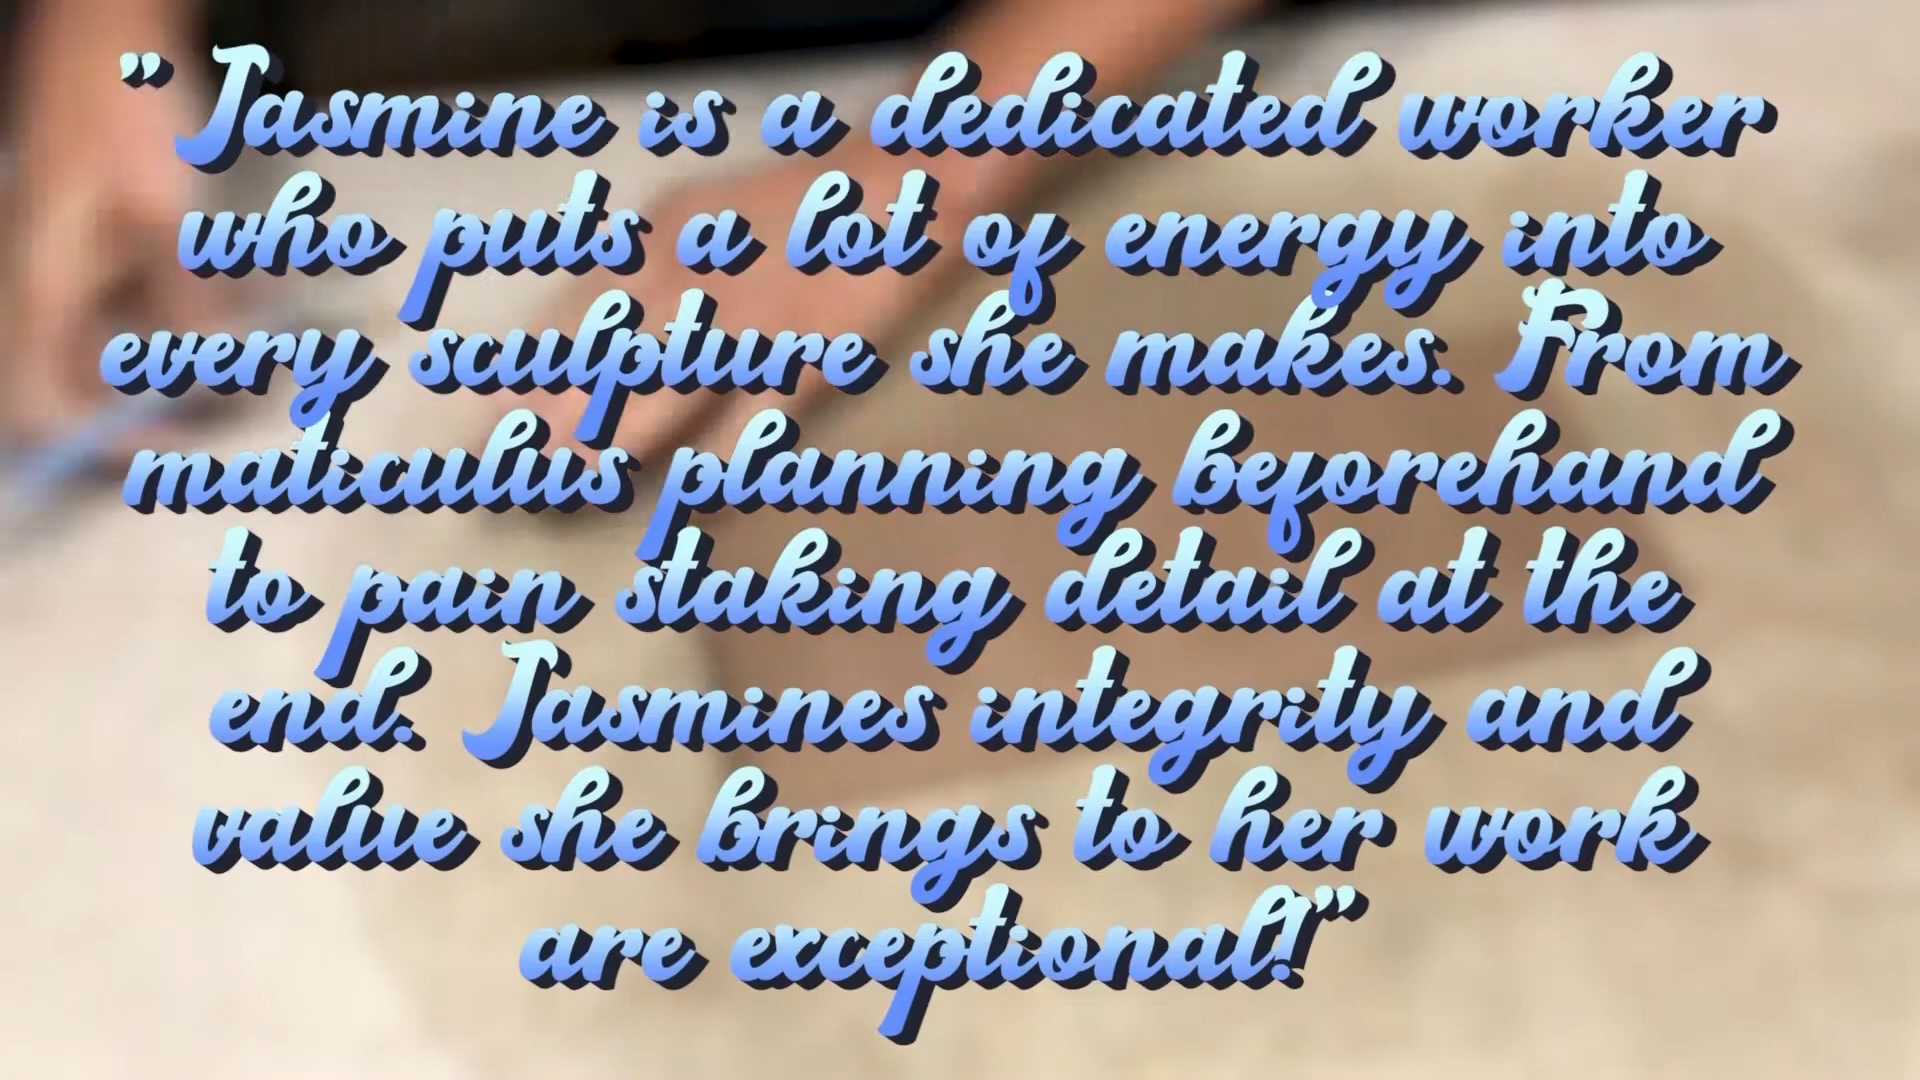 " Jasmine is a dedicated worker
who puts a lot of energy into
every sculpture she makes. From
maticulus planning beforehand
to pain staking detail at the
end. Jasmines integrity and
value she brings to her work
are exceptional!"